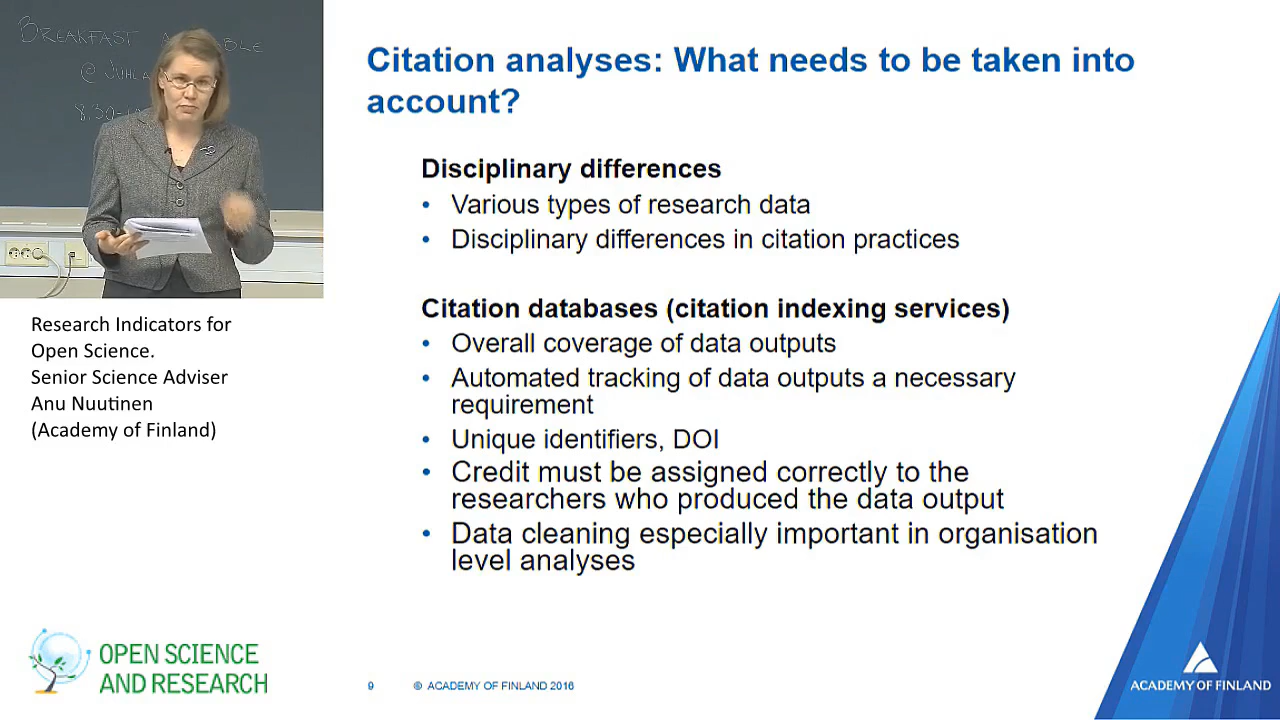 BREAKFAST
@ JUHLA
8.30-
Citation analyses: What needs to be taken into
account?
Disciplinary differences
• Various types of research data
• Disciplinary differences in citation practices
Citation databases (citation indexing services)
• Overall coverage of data outputs
• Automated tracking of data outputs a necessary
requirement
• Unique identifiers, DOI
• Credit must be assigned correctly to the
researchers who produced the data output
• Data cleaning especially important in organisation
level analyses
Research Indicators for
Open Science.
Senior Science Adviser
Anu Nuutinen
(Academy of Finland)
OPEN SCIENCE
AND RESEARCH
9 © ACADEMY OF FINLAND 2016
ACADEMY OF FINLAND